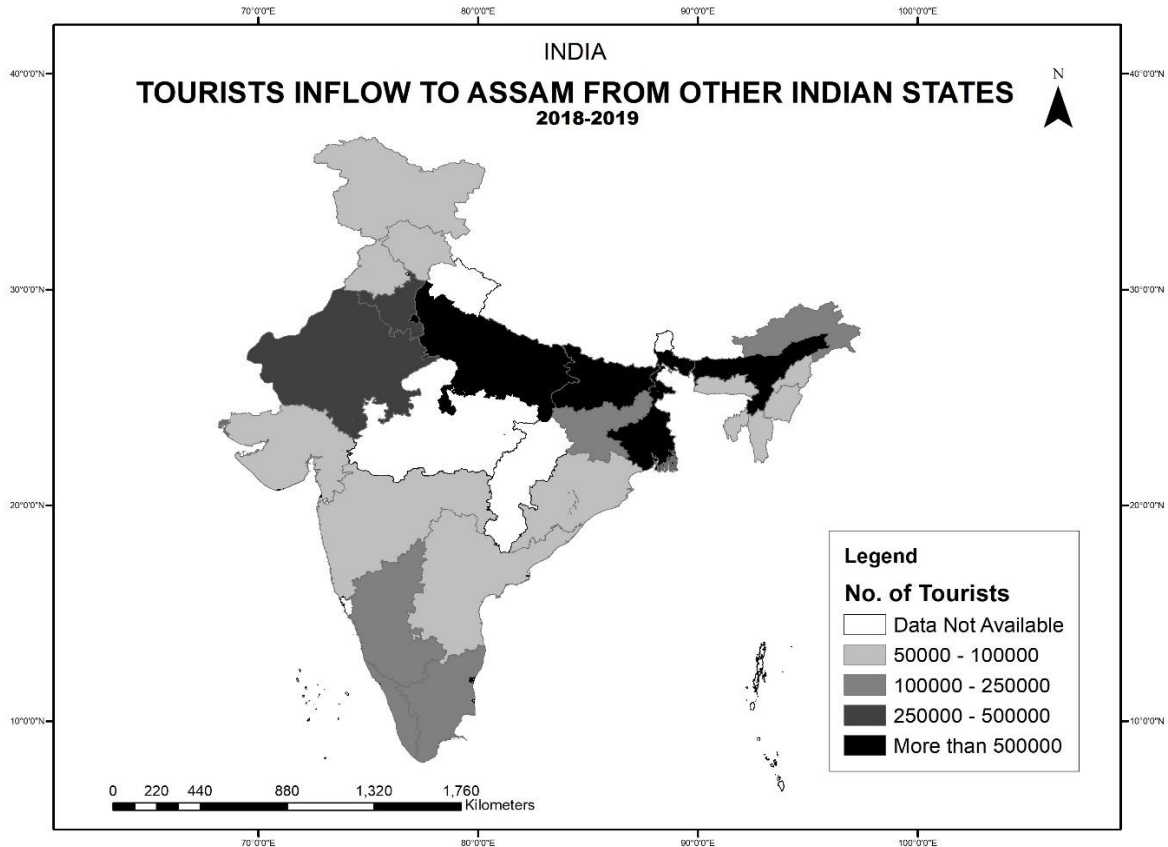 70°0'0"E 80°0'0"E 90°0'0"E 100°0'0"E
INDIA
40°0'0"N 40°0'0"N
TOURISTS INFLOW TO ASSAM FROM OTHER INDIAN STATES
2018-2019
N
30°0'0"N 30°0'0"N
20°0'0"N 20°0'0"N
Legend
No. of Tourists
Data Not Available
50000 - 100000
100000 - 250000
250000 - 500000
More than 500000
10°0'0"N 10°0'0"N
0 220 440 880 1,320 1,760
Kilometers
70°0'0"E 80°0'0"E 90°0'0"E 100°0'0"E